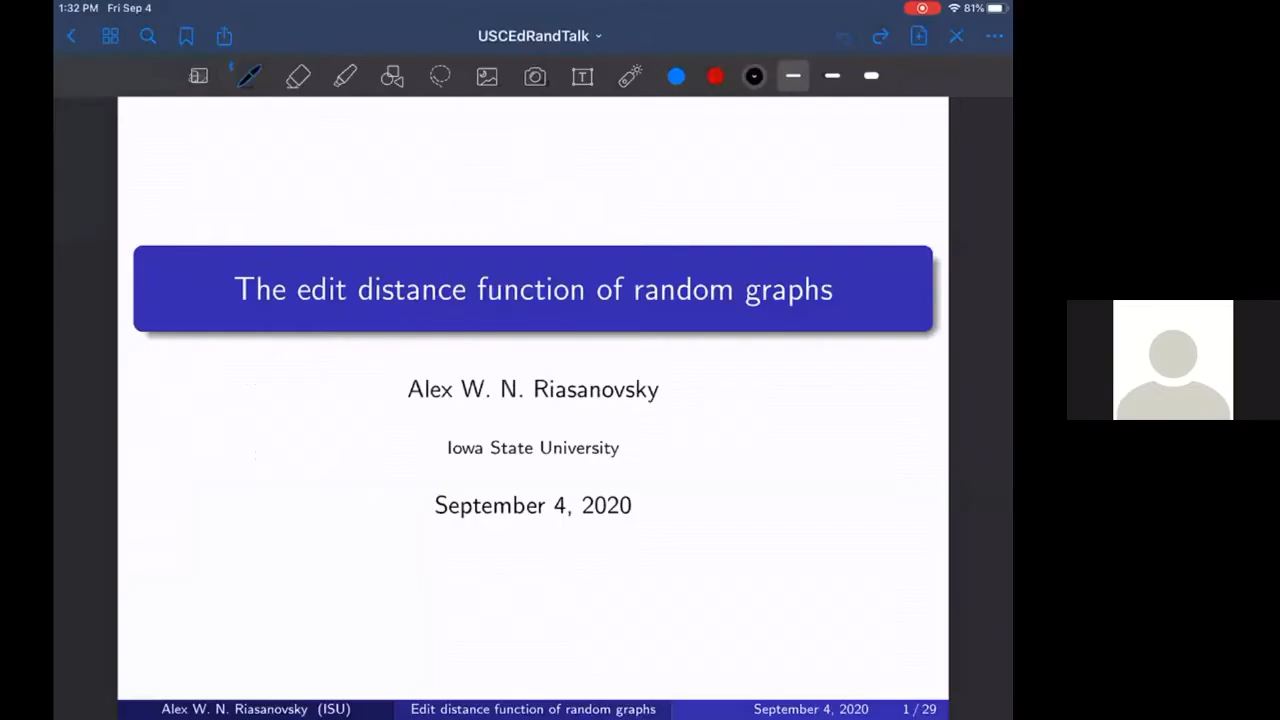 1:32 PM Fri Sep 4
81%
USCEdRandTalk
T
The edit distance function of random graphs
Alex W. N. Riasanovsky
Iowa State University
September 4, 2020
Alex W. N. Riasanovsky (ISU) Edit distance function of random graphs September 4, 2020 1 / 29